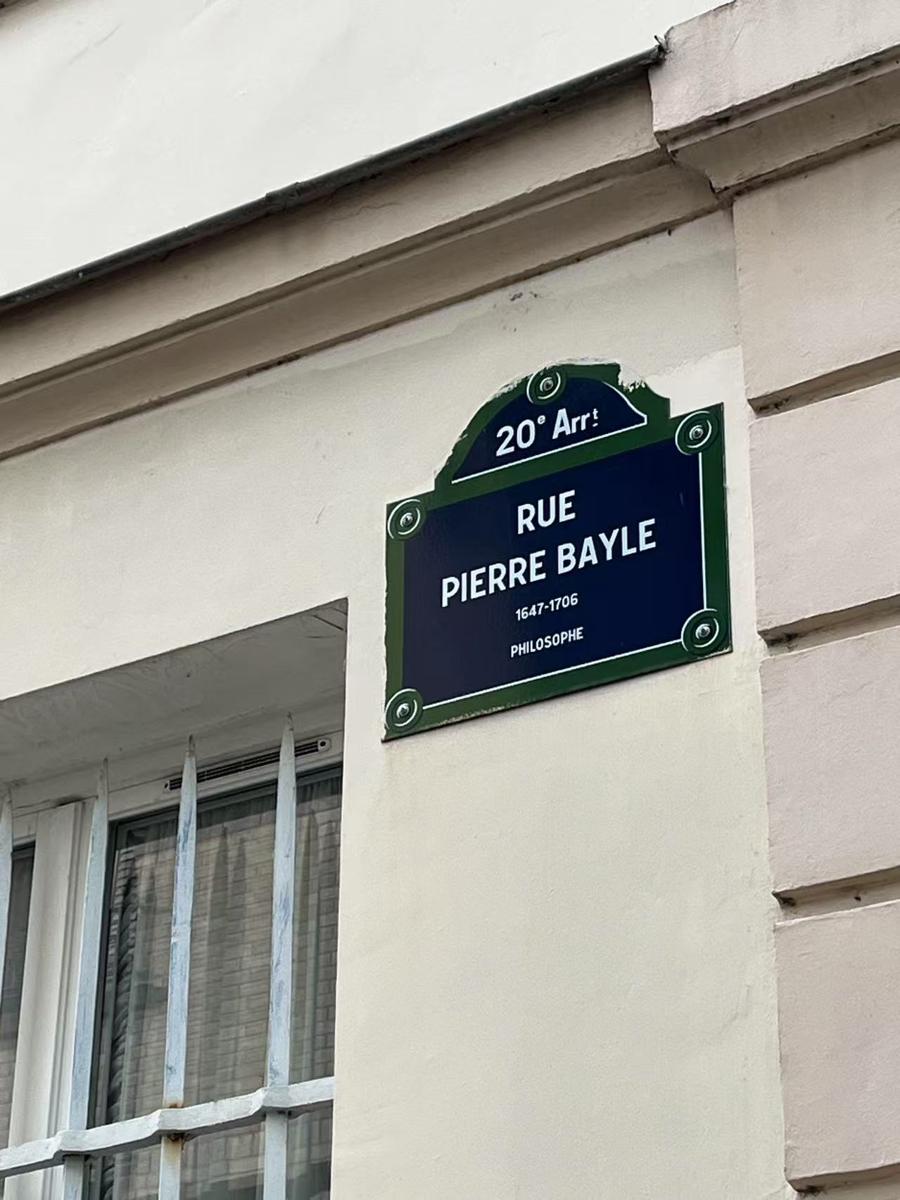 20e Arrt
RUE
PIERRE BAYLE
1647-1706
PHILOSOPHE